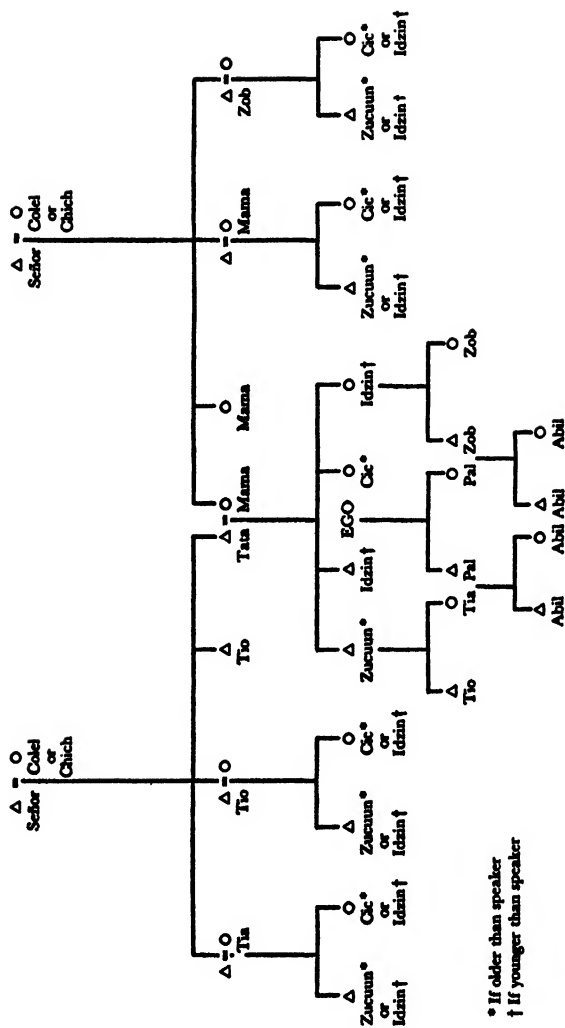 Señor
Colel
or
Chich
Señor
Colel
or
Chich
Tia
Tio
Tio
Tata
Mama
Mama
Mama
Zob
Zucuun*
or
Idzin†
Cic*
or
Idzin†
Zucuun*
or
Idzin†
Cic*
or
Idzin†
Zucuun*
Idzin†
EGO
Cic*
Idzin†
Zucuun*
or
Idzin†
Cic*
or
Idzin†
Zucuun*
or
Idzin†
Cic*
or
Idzin†
Tio
Tia
Pal
Pal
Zob
Zob
Abil
Abil
Abil
Abil
* If older than speaker
† If younger than speaker